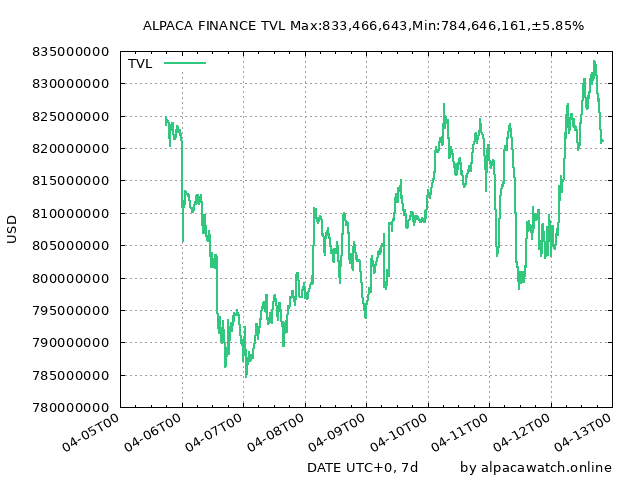 ALPACA FINANCE TVL Max:833,466,643,Min:784,646,161,±5.85%
835000000
TVL
830000000
825000000
820000000
815000000
810000000
805000000
800000000
795000000
790000000
785000000
780000000
USD
04-05T00
04-06T00
04-07T00
04-08T00
04-09T00
04-10T00
04-11T00
04-12T00
04-13T00
DATE UTC+0, 7d
by alpacawatch.online